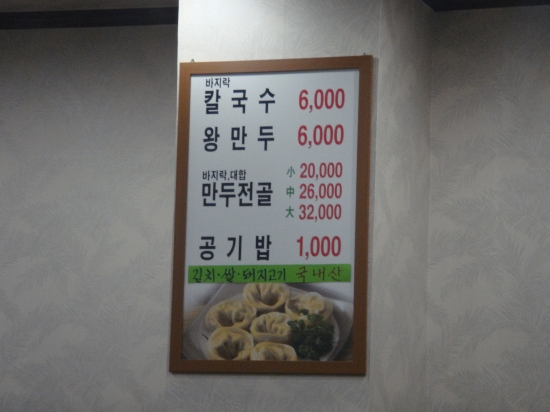 바지락
칼국수 6,000
왕만두 6,000
바지락,대합 小 20,000
만두전골 中 26,000
大 32,000
공기밥 1,000
김치·쌀·돼지고기 국내산